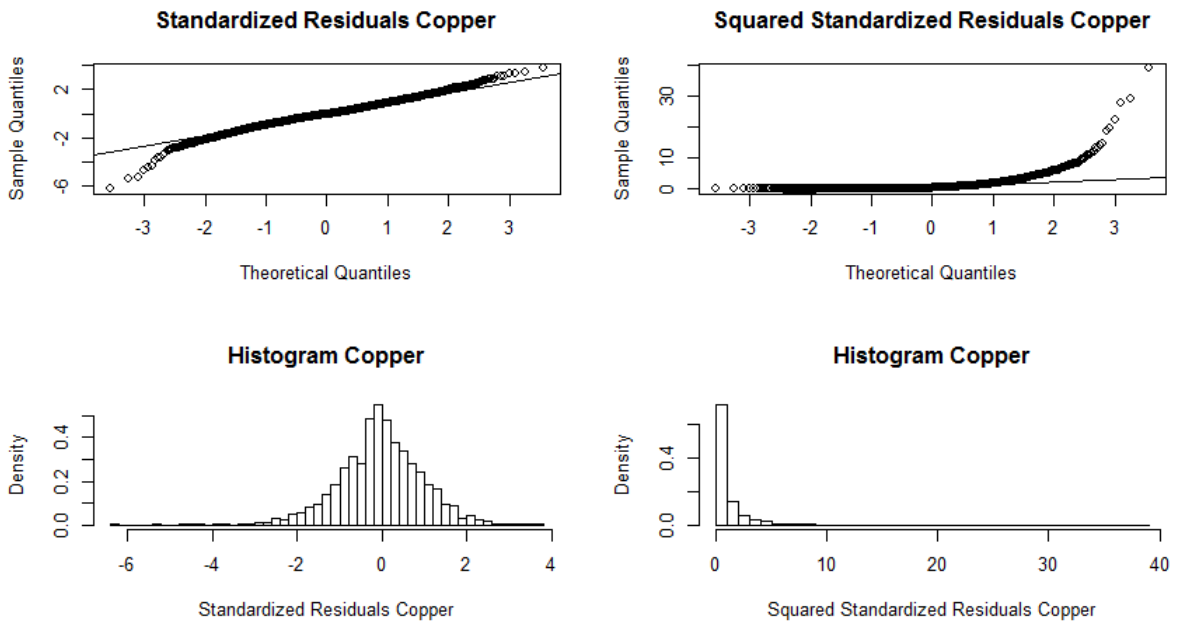 Standardized Residuals Copper
Sample Quantiles
2
-2
-6
-3 -2 -1 0 1 2 3
Theoretical Quantiles
Squared Standardized Residuals Copper
Sample Quantiles
30
10
0
-3 -2 -1 0 1 2 3
Theoretical Quantiles
Histogram Copper
Density
0.4
0.2
0.0
-6 -4 -2 0 2 4
Standardized Residuals Copper
Histogram Copper
Density
0.4
0.0
0 10 20 30 40
Squared Standardized Residuals Copper